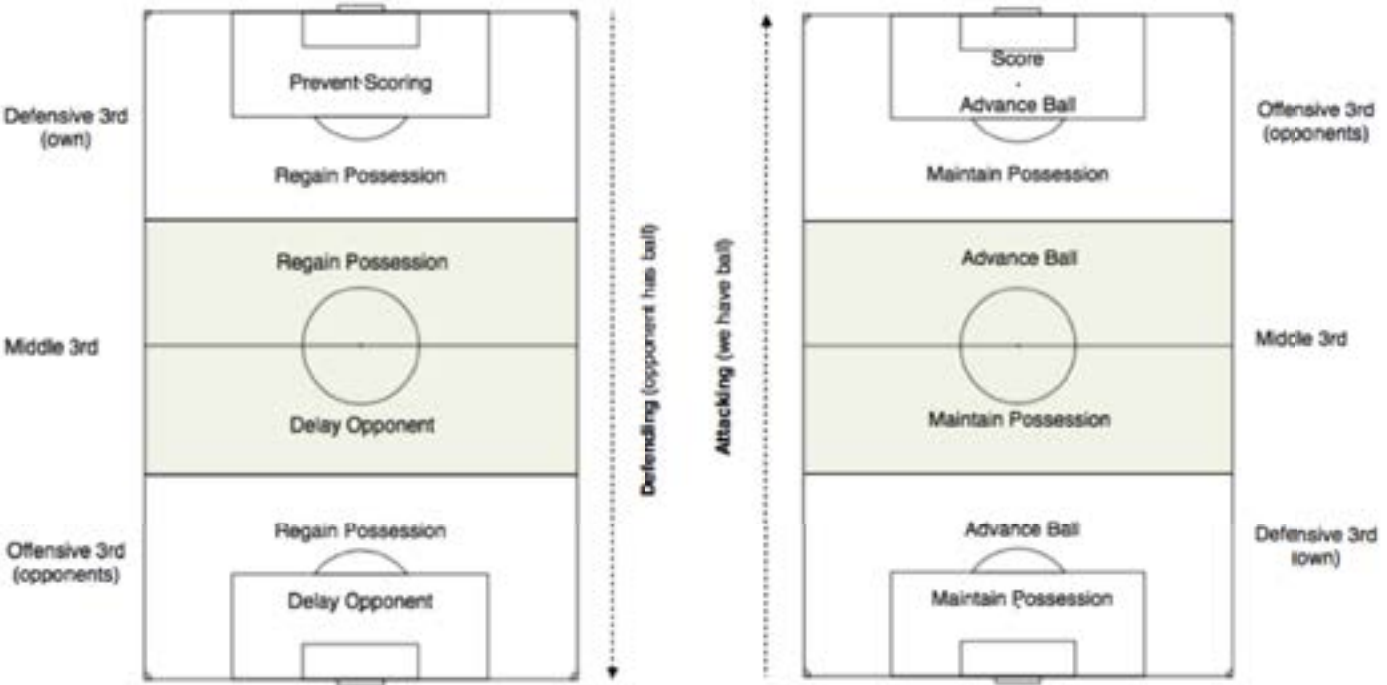 Defensive 3rd
(own)
Prevent Scoring
Regain Possession
Middle 3rd
Regain Possession
Delay Opponent
Offensive 3rd
(opponents)
Regain Possession
Delay Opponent
Defending (opponent has ball)
Attacking (we have ball)
Score
Advance Ball
Maintain Possession
Offensive 3rd
(opponents)
Advance Ball
Maintain Possession
Middle 3rd
Advance Ball
Maintain Possession
Defensive 3rd
(own)